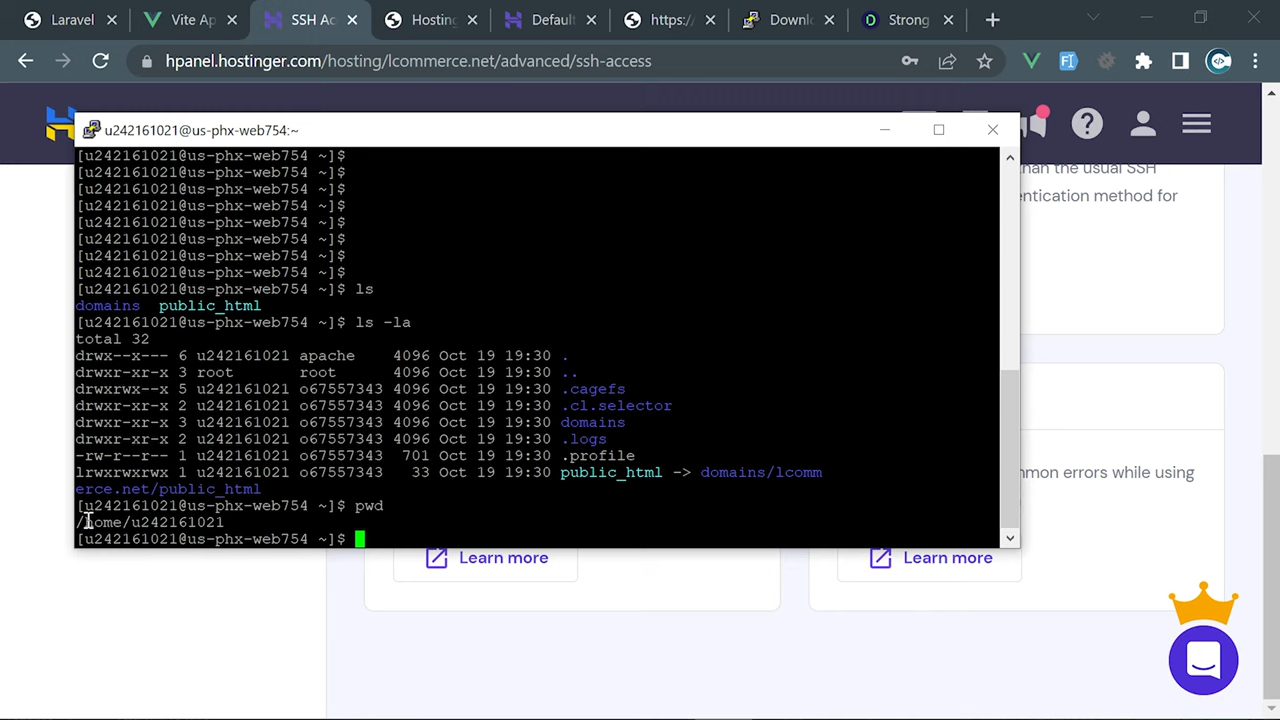 Laravel
Vite Ap
SSH Ac
Hosting
Default
https:/
Downlo
Strong
hpanel.hostinger.com/hosting/lcommerce.net/advanced/ssh-access
u242161021@us-phx-web754:~
[u242161021@us-phx-web754 ~]$
[u242161021@us-phx-web754 ~]$
[u242161021@us-phx-web754 ~]$
[u242161021@us-phx-web754 ~]$
[u242161021@us-phx-web754 ~]$
[u242161021@us-phx-web754 ~]$
[u242161021@us-phx-web754 ~]$
[u242161021@us-phx-web754 ~]$
[u242161021@us-phx-web754 ~]$ ls
domains public_html
[u242161021@us-phx-web754 ~]$ ls -la
total 32
drwx--x--- 6 u242161021 apache 4096 Oct 19 19:30 .
drwxr-xr-x 3 root root 4096 Oct 19 19:30 ..
drwxrwx--x 5 u242161021 o67557343 4096 Oct 19 19:30 .cagefs
drwxr-xr-x 2 u242161021 o67557343 4096 Oct 19 19:30 .cl.selector
drwxr-xr-x 3 u242161021 o67557343 4096 Oct 19 19:30 domains
drwxr-xr-x 2 u242161021 o67557343 4096 Oct 19 19:30 .logs
-rw-r--r-- 1 u242161021 o67557343 701 Oct 19 19:30 .profile
lrwxrwxrwx 1 u242161021 o67557343 33 Oct 19 19:30 public_html -> domains/lcomm
erce.net/public_html
[u242161021@us-phx-web754 ~]$ pwd
/home/u242161021
[u242161021@us-phx-web754 ~]$
than the usual SSH
entication method for
mmon errors while using
Learn more
Learn more